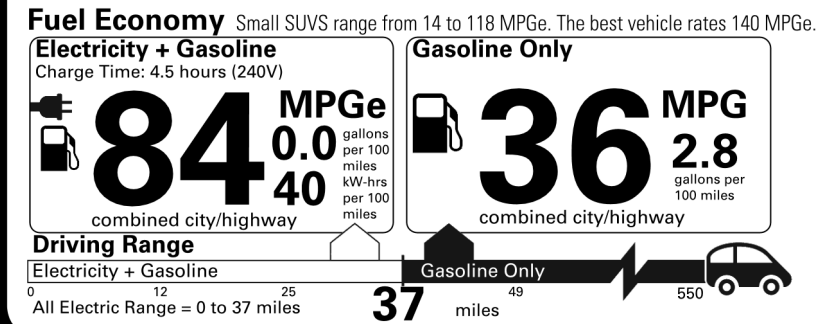 Fuel Economy Small SUVS range from 14 to 118 MPGe. The best vehicle rates 140 MPGe.
Electricity + Gasoline
Charge Time: 4.5 hours (240V)
84
MPGe
0.0 gallons per 100 miles
40 kW-hrs per 100 miles
combined city/highway
Gasoline Only
36
MPG
2.8
gallons per
100 miles
combined city/highway
Driving Range
Electricity + Gasoline
Gasoline Only
0 12 25 37 49 550
All Electric Range = 0 to 37 miles
miles